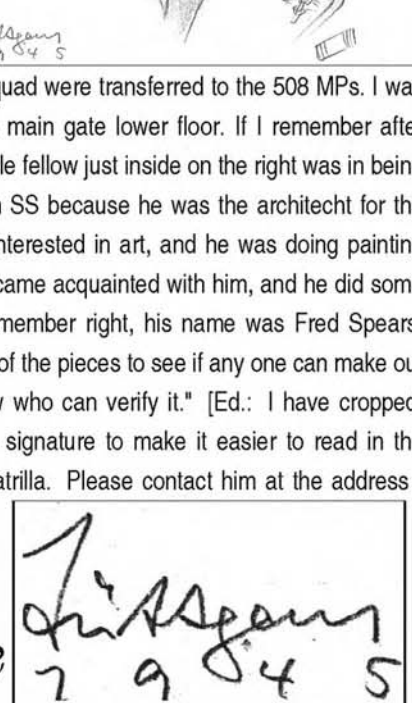 9 4 5
quad were transferred to the 508 MPs. I wa
main gate lower floor. If I remember afte
le fellow just inside on the right was in bein
n SS because he was the architecht for th
nterested in art, and he was doing paintin
came acquainted with him, and he did som
member right, his name was Fred Spears
of the pieces to see if any one can make ou
w who can verify it." [Ed.: I have cropped
signature to make it easier to read in th
atrilla. Please contact him at the address
1 9 4 5